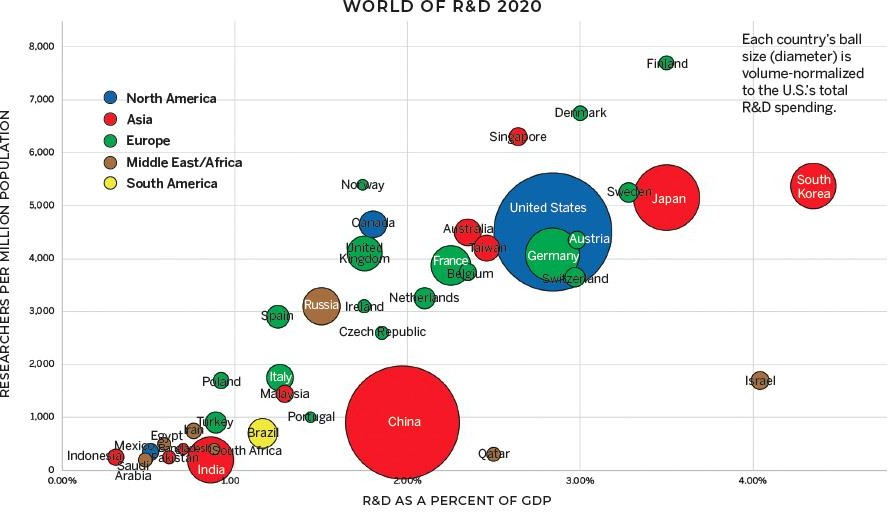 WORLD OF R&D 2020
Each country's ball
size (diameter) is
volume-normalized
to the U.S.'s total
R&D spending.
RESEARCHERS PER MILLION POPULATION
8,000
7,000
6,000
5,000
4,000
3,000
2,000
1,000
0
North America
Asia
Europe
Middle East/Africa
South America
Finland
Denmark
Singapore
Norway
Sweden
Japan
South
Korea
United States
Canada
Australia
Taiwan
Austria
United
Kingdom
France
Belgium
Germany
Switzerland
Netherlands
Russia
Ireland
Spain
Czech Republic
Poland
Italy
Malaysia
Israel
Portugal
China
Turkey
Iran
Brazil
Egypt
Mexico
Bangladesh
South Africa
Indonesia
Pakistan
Saudi
Arabia
India
Qatar
0.00%
1.00
2.00%
3.00%
4.00%
R&D AS A PERCENT OF GDP